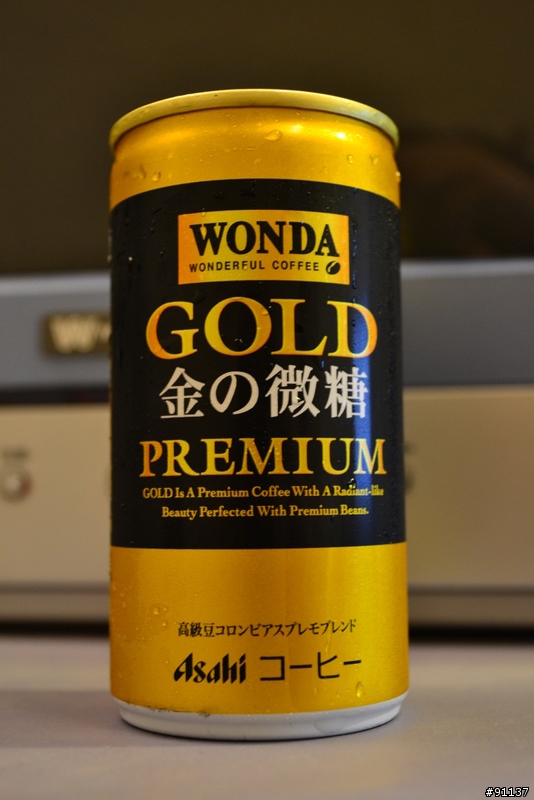 WONDA
WONDERFUL COFFEE
GOLD
金の微糖
PREMIUM
GOLD Is A Premium Coffee With A Radiant-like
Beauty Perfected With Premium Beans.
高級豆コロンビアスプレモブレンド
Asahi コーヒー
#91137